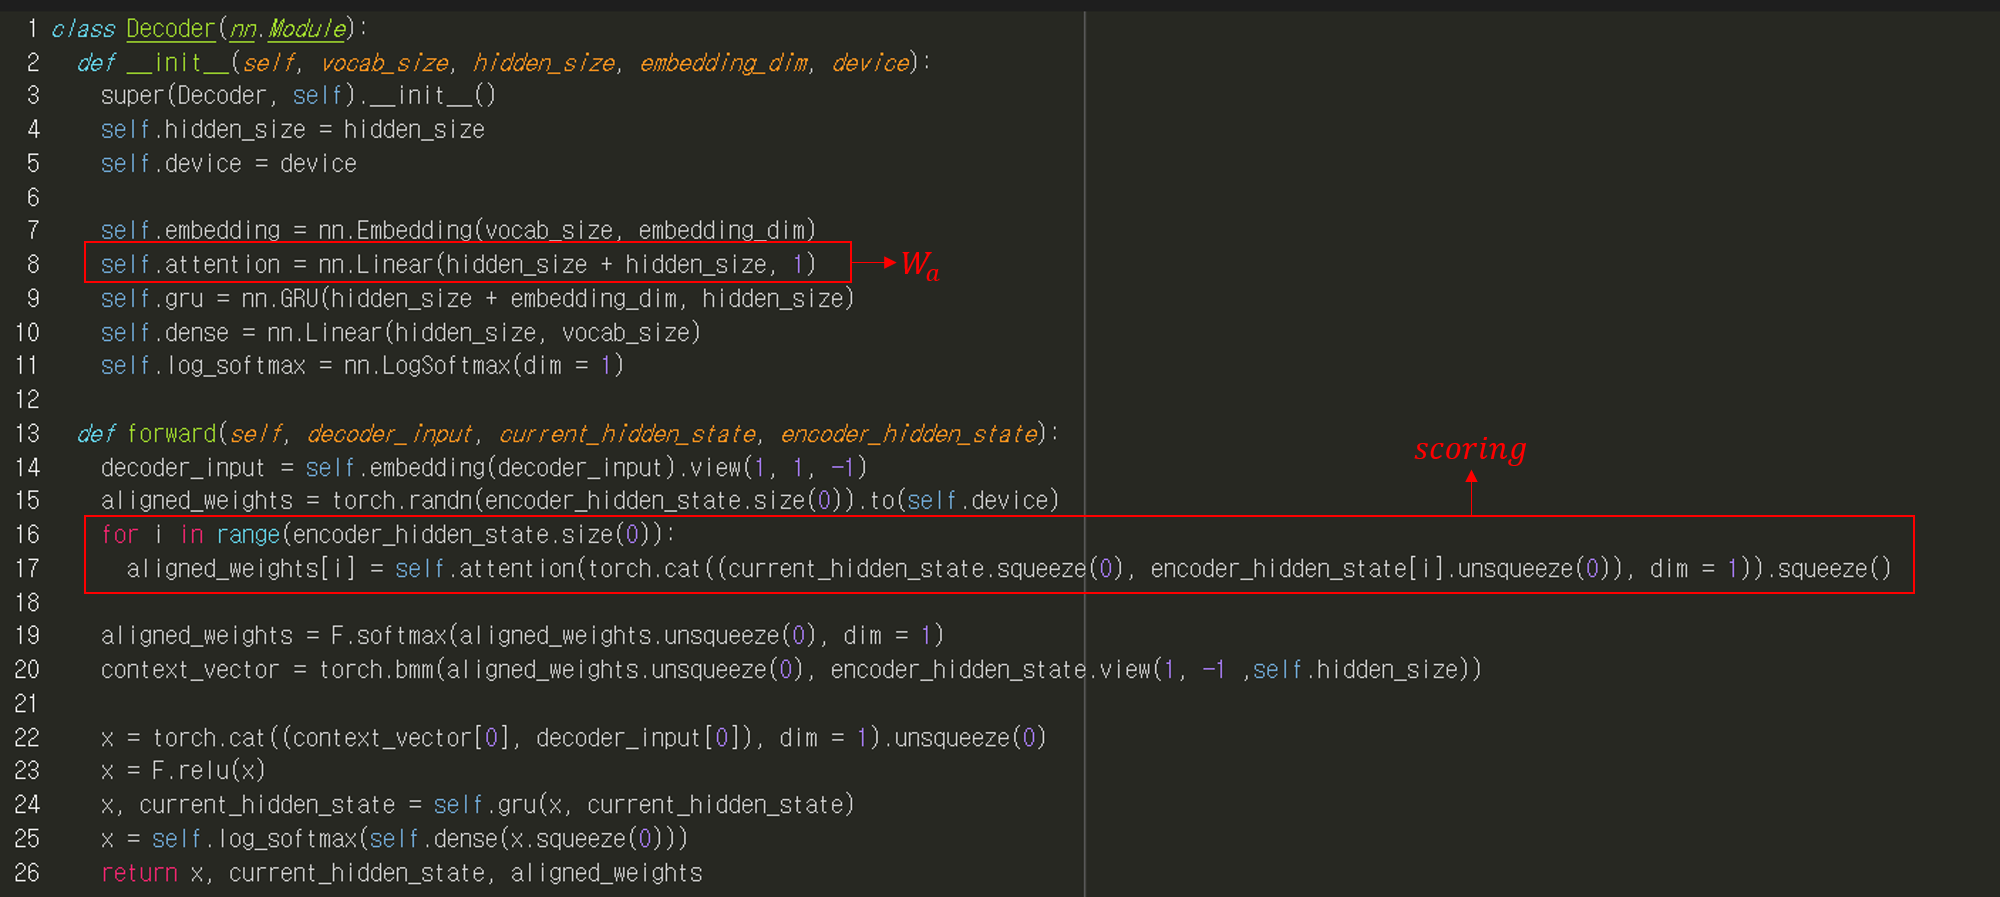 1 class Decoder(nn.Module):
2 def __init__(self, vocab_size, hidden_size, embedding_dim, device):
3 super(Decoder, self).__init__()
4 self.hidden_size = hidden_size
5 self.device = device
6
7 self.embedding = nn.Embedding(vocab_size, embedding_dim)
8 self.attention = nn.Linear(hidden_size + hidden_size, 1) Wₐ
9 self.gru = nn.GRU(hidden_size + embedding_dim, hidden_size)
10 self.dense = nn.Linear(hidden_size, vocab_size)
11 self.log_softmax = nn.LogSoftmax(dim = 1)
12
13 def forward(self, decoder_input, current_hidden_state, encoder_hidden_state):
scoring
14 decoder_input = self.embedding(decoder_input).view(1, 1, -1)
15 aligned_weights = torch.randn(encoder_hidden_state.size(0)).to(self.device)
16 for i in range(encoder_hidden_state.size(0)):
17 aligned_weights[i] = self.attention(torch.cat((current_hidden_state.squeeze(0), encoder_hidden_state[i].unsqueeze(0)), dim = 1)).squeeze()
18
19 aligned_weights = F.softmax(aligned_weights.unsqueeze(0), dim = 1)
20 context_vector = torch.bmm(aligned_weights.unsqueeze(0), encoder_hidden_state.view(1, -1 ,self.hidden_size))
21
22 x = torch.cat((context_vector[0], decoder_input[0]), dim = 1).unsqueeze(0)
23 x = F.relu(x)
24 x, current_hidden_state = self.gru(x, current_hidden_state)
25 x = self.log_softmax(self.dense(x.squeeze(0)))
26 return x, current_hidden_state, aligned_weights